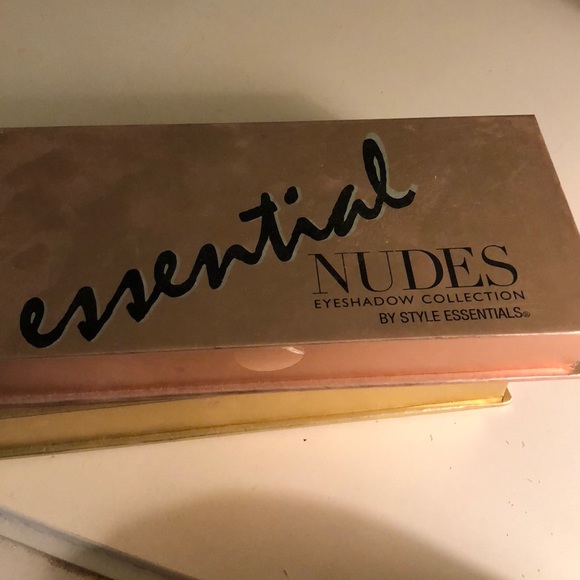 essential
NUDES
EYESHADOW COLLECTION
BY STYLE ESSENTIALS®